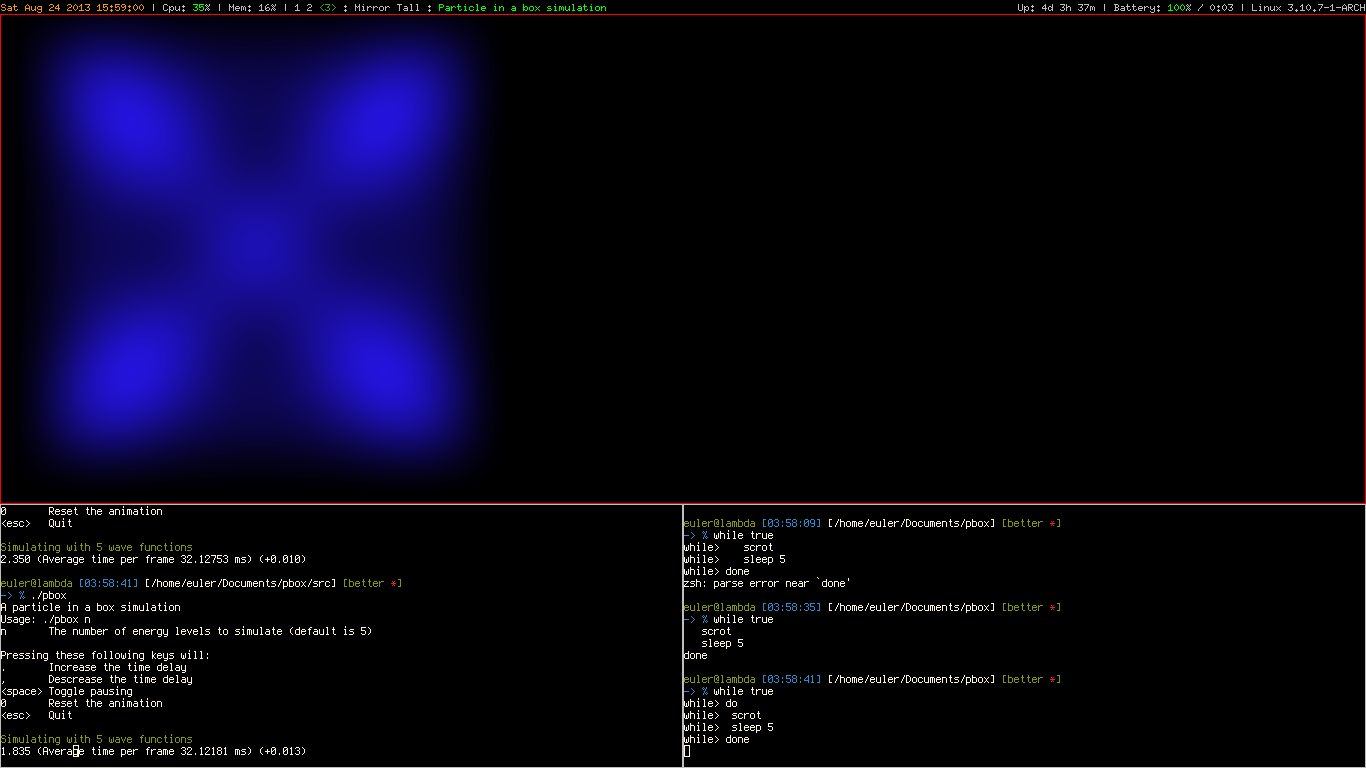 Sat Aug 24 2013 15:59:00 | Cpu: 35% | Mem: 16% | 1 2 <3> : Mirror Tall : Particle in a box simulation
Up: 4d 3h 37m | Battery: 100% / 0:03 | Linux 3.10.7-1-ARCH
0 Reset the animation
<esc> Quit
Simulating with 5 wave functions
2.350 (Average time per frame 32.12753 ms) (+0.010)
euler@lambda [03:58:41] [/home/euler/Documents/pbox/src] [better *]
-> % ./pbox
A particle in a box simulation
Usage: ./pbox n
n The number of energy levels to simulate (default is 5)
Pressing these following keys will:
. Increase the time delay
, Descrease the time delay
<space> Toggle pausing
0 Reset the animation
<esc> Quit
Simulating with 5 wave functions
1.835 (Average time per frame 32.12181 ms) (+0.013)
euler@lambda [03:58:09] [/home/euler/Documents/pbox] [better *]
-> % while true
while> scrot
while> sleep 5
while> done
zsh: parse error near `done'
euler@lambda [03:58:35] [/home/euler/Documents/pbox] [better *]
-> % while true
scrot
sleep 5
done
euler@lambda [03:58:41] [/home/euler/Documents/pbox] [better *]
-> % while true
while> do
while> scrot
while> sleep 5
while> done